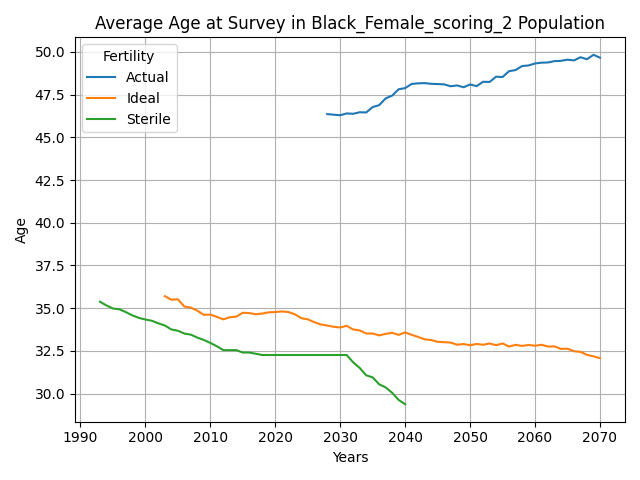 Average Age at Survey in Black_Female_scoring_2 Population
Fertility
Actual
Ideal
Sterile
Age
50.0
47.5
45.0
42.5
40.0
37.5
35.0
32.5
30.0
1990 2000 2010 2020 2030 2040 2050 2060 2070
Years